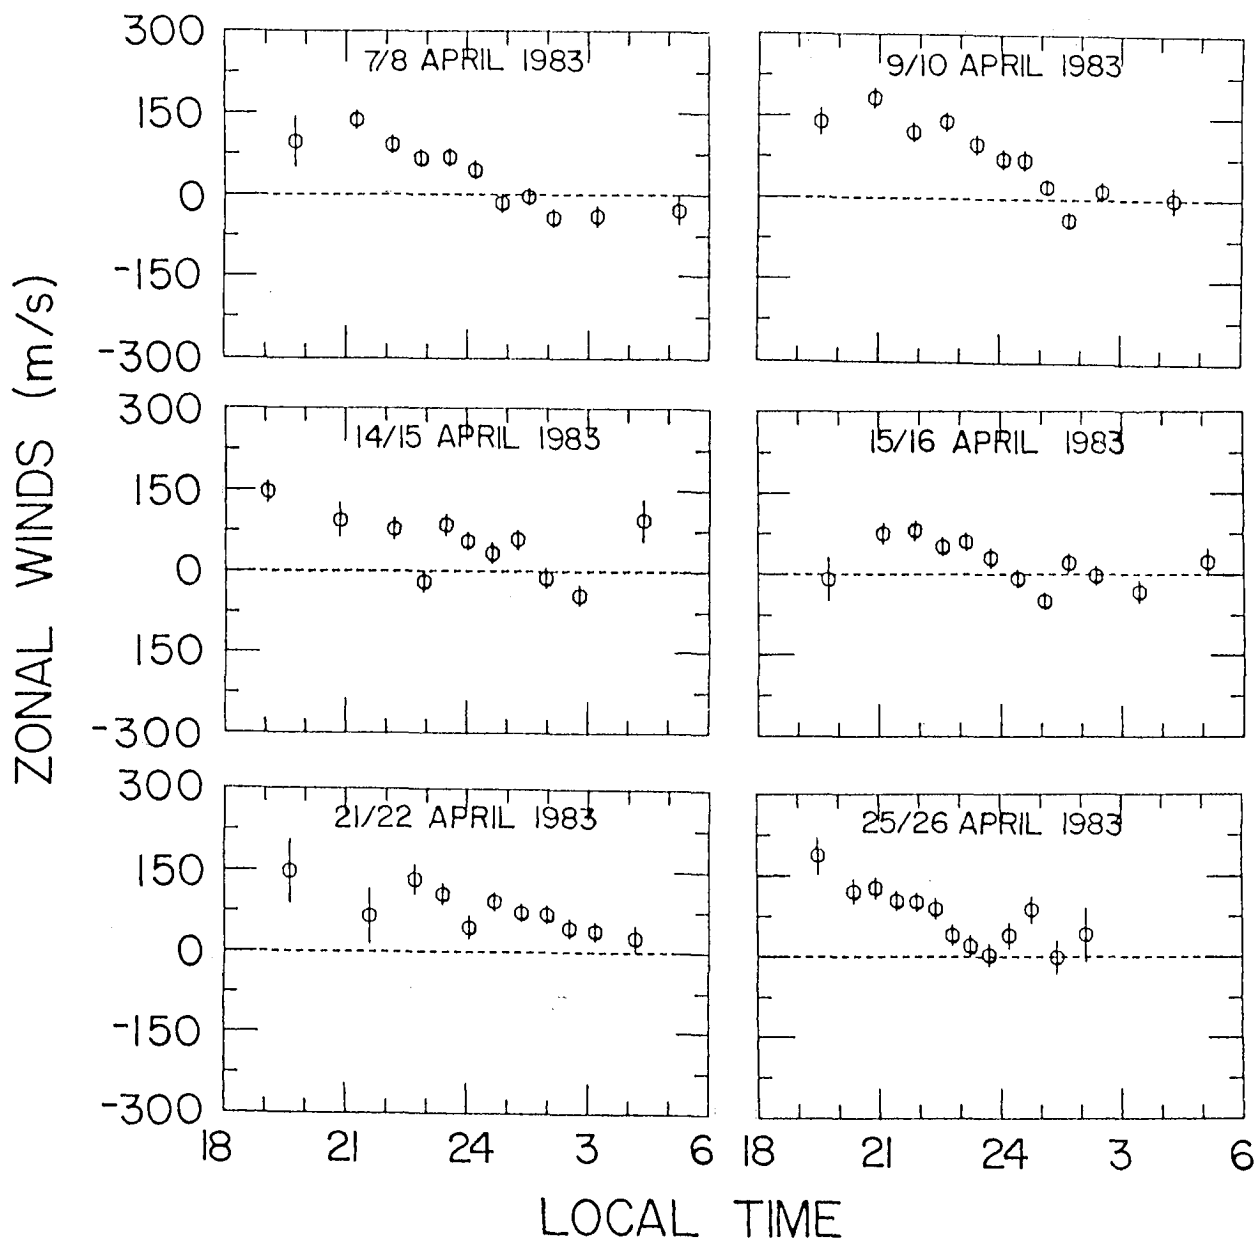 ZONAL WINDS (m/s)
7/8 APRIL 1983
300
150
0
-150
-300
9/10 APRIL 1983
14/15 APRIL 1983
300
150
0
150
-300
15/16 APRIL 1983
21/22 APRIL 1983
300
150
0
-150
-300
25/26 APRIL 1983
18 21 24 3 6
18 21 24 3 6
LOCAL TIME